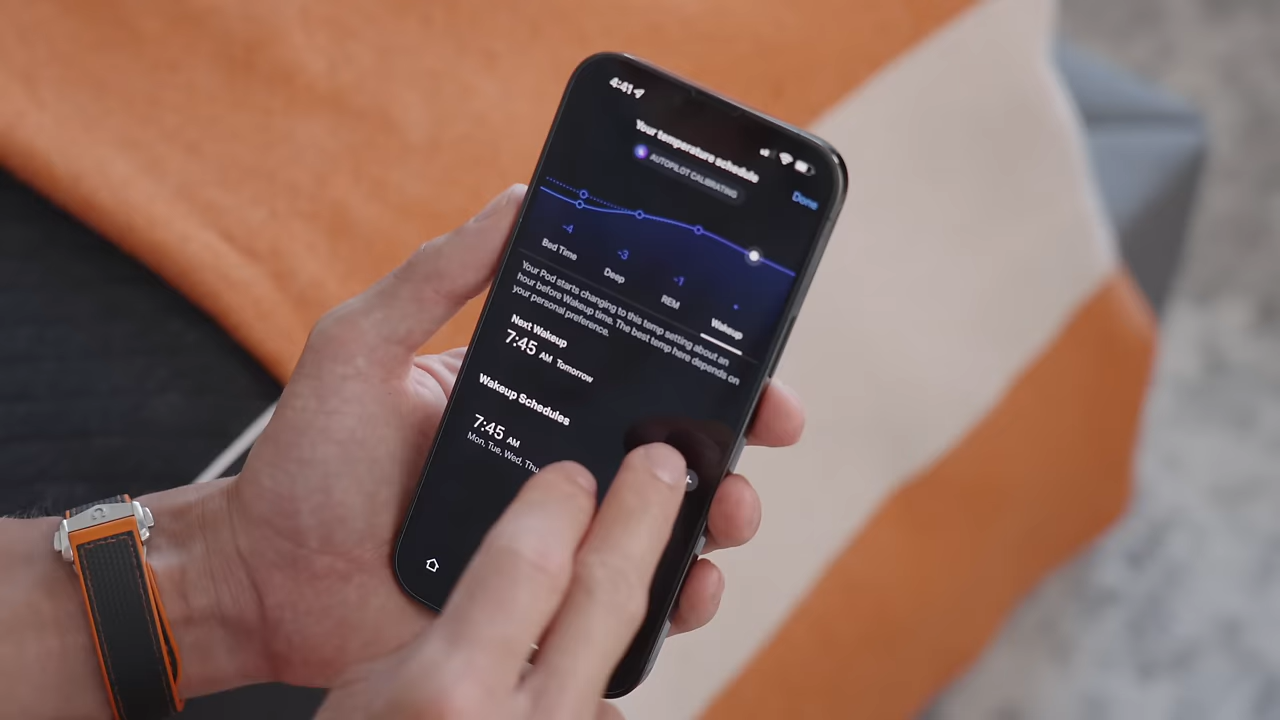 4:41
Your temperature schedule
AUTOPILOT CALIBRATING
Done
-4
Bed Time
-3
Deep
-1
REM
Wakeup
Your Pod starts changing to this temp setting about an
hour before Wakeup time. The best temp here depends on
your personal preference.
Next Wakeup
7:45 AM Tomorrow
Wakeup Schedules
7:45 AM
Mon, Tue, Wed, Thu
+